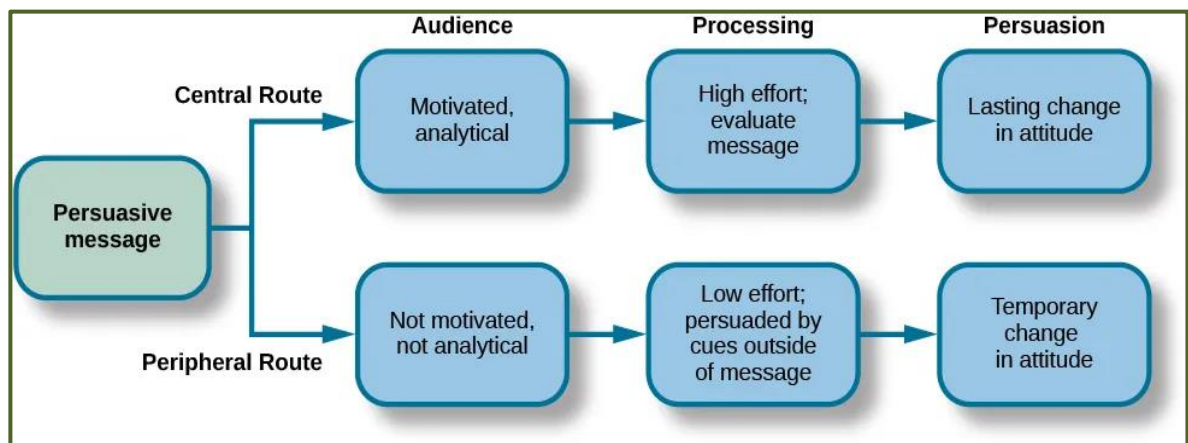 Audience
Processing
Persuasion
Central Route
Motivated,
analytical
High effort;
evaluate
message
Lasting change
in attitude
Persuasive
message
Peripheral Route
Not motivated,
not analytical
Low effort;
persuaded by
cues outside
of message
Temporary
change
in attitude